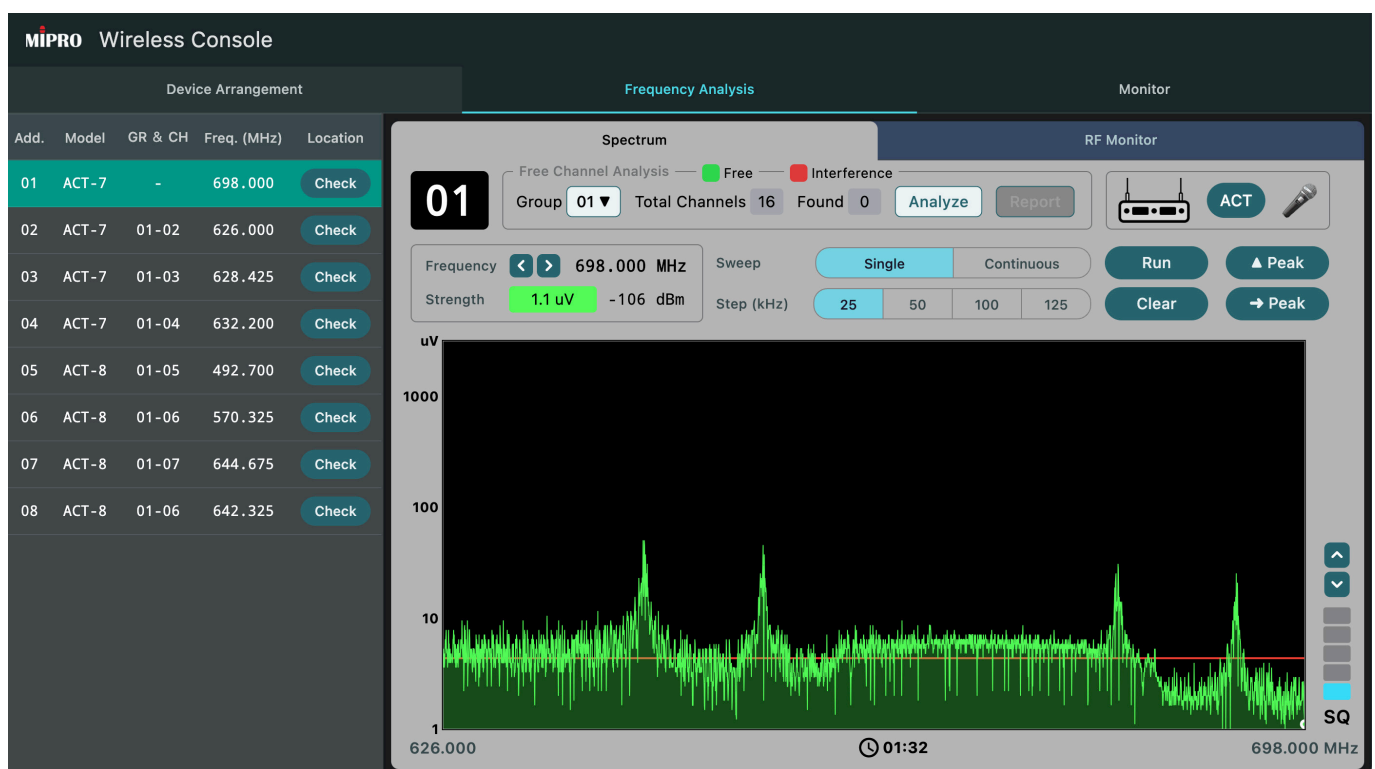 MIPRO Wireless Console
Device Arrangement Frequency Analysis Monitor
Add. Model GR & CH Freq. (MHz) Location
01 ACT-7 - 698.000 Check
02 ACT-7 01-02 626.000 Check
03 ACT-7 01-03 628.425 Check
04 ACT-7 01-04 632.200 Check
05 ACT-8 01-05 492.700 Check
06 ACT-8 01-06 570.325 Check
07 ACT-8 01-07 644.675 Check
08 ACT-8 01-06 642.325 Check
Spectrum RF Monitor
01
Free Channel Analysis Free Interference
Group 01 ▼ Total Channels 16 Found 0 Analyze Report
ACT
Frequency 698.000 MHz
Strength 1.1 uV -106 dBm
Sweep Single Continuous
Step (kHz) 25 50 100 125
Run ▲ Peak
Clear → Peak
uV
1000
100
10
1
SQ
626.000 01:32 698.000 MHz